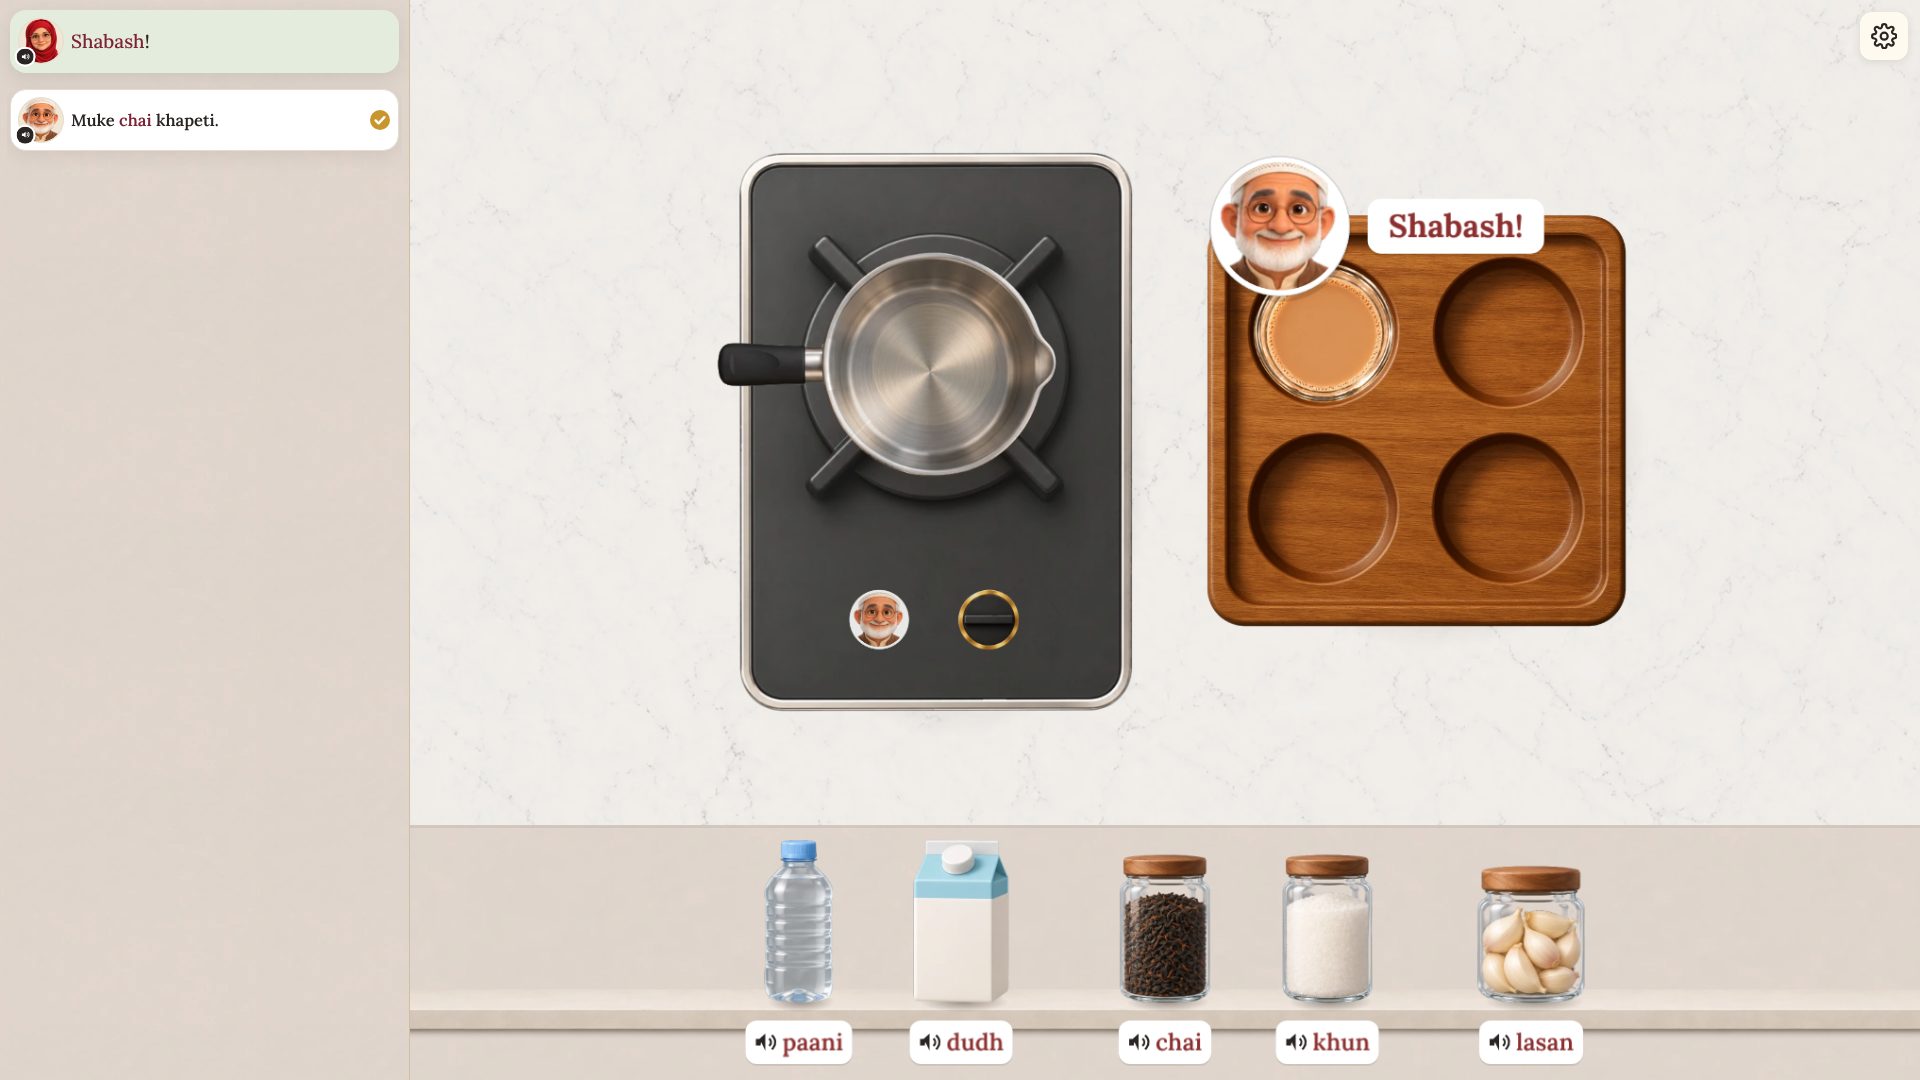 Shabash!
Muke chai khapeti.
Shabash!
paani
dudh
chai
khun
lasan